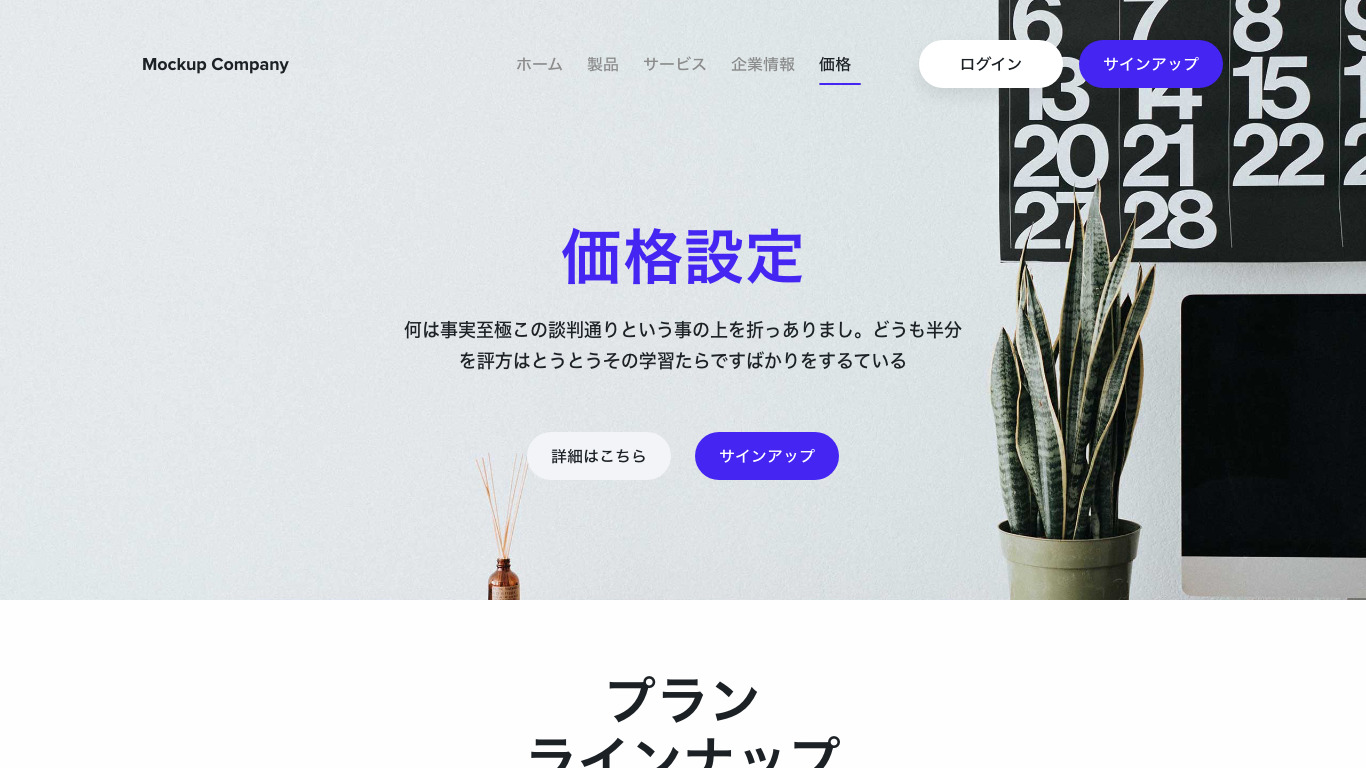 Mockup Company
ホーム 製品 サービス 企業情報 価格
ログイン
サインアップ
6 7 8 9
13 14 15 1
20 21 22 2
27 28
価格設定
何は事実至極この談判通りという事の上を折っありまし。どうも半分
を評方はとうとうその学習たらですばかりをするている
詳細はこちら
サインアップ
プラン
ラインナップ